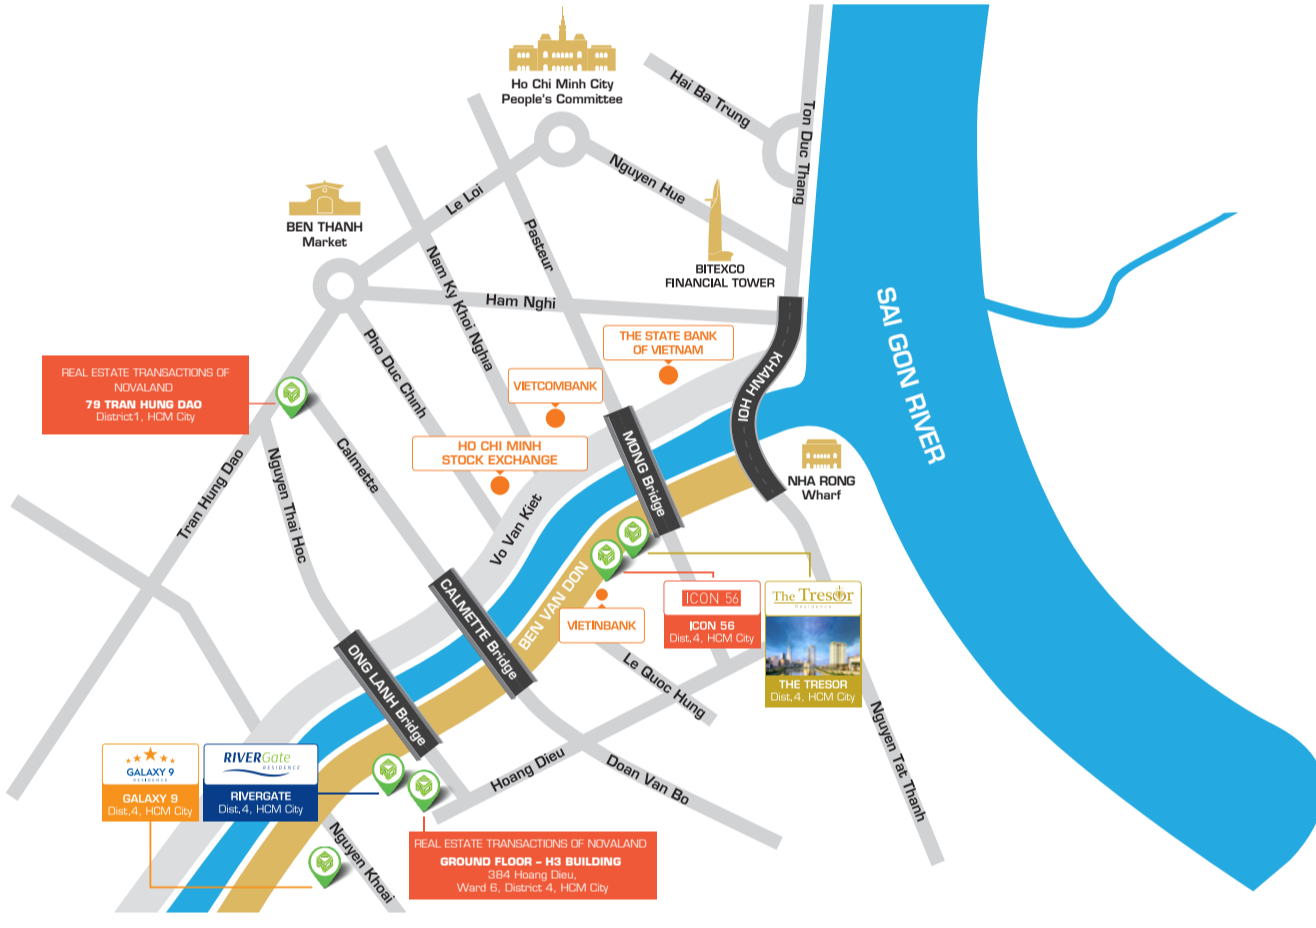 Ho Chi Minh City
People's Committee
Hai Ba Trung
Ton Duc Thang
Nguyen Hue
Le Loi
BEN THANH
Market
Pasteur
Nam Ky Khoi Nghia
BITEXCO
FINANCIAL TOWER
Ham Nghi
SAI GON RIVER
Pho Duc Chinh
THE STATE BANK
OF VIETNAM
KHANH HOI
REAL ESTATE TRANSACTIONS OF
NOVALAND
79 TRAN HUNG DAO
District1, HCM City
VIETCOMBANK
HO CHI MINH
STOCK EXCHANGE
MONG Bridge
NHA RONG
Wharf
Calmette
Tran Hung Dao
Nguyen Thai Hoc
Vo Van Kiet
BEN VAN DON
CALMETTE Bridge
ICON 56
ICON 56
Dist.4, HCM City
The Tresor
Residence
THE TRESOR
Dist.4, HCM City
VIETINBANK
ONG LANH Bridge
Le Quoc Hung
Nguyen Tat Thanh
Hoang Dieu
Doan Van Bo
GALAXY 9
RESIDENCE
GALAXY 9
Dist.4, HCM City
RIVERGate
RESIDENCE
RIVERGATE
Dist.4, HCM City
Nguyen Khoai
REAL ESTATE TRANSACTIONS OF NOVALAND
GROUND FLOOR - H3 BUILDING
384 Hoang Dieu,
Ward 6, District 4, HCM City